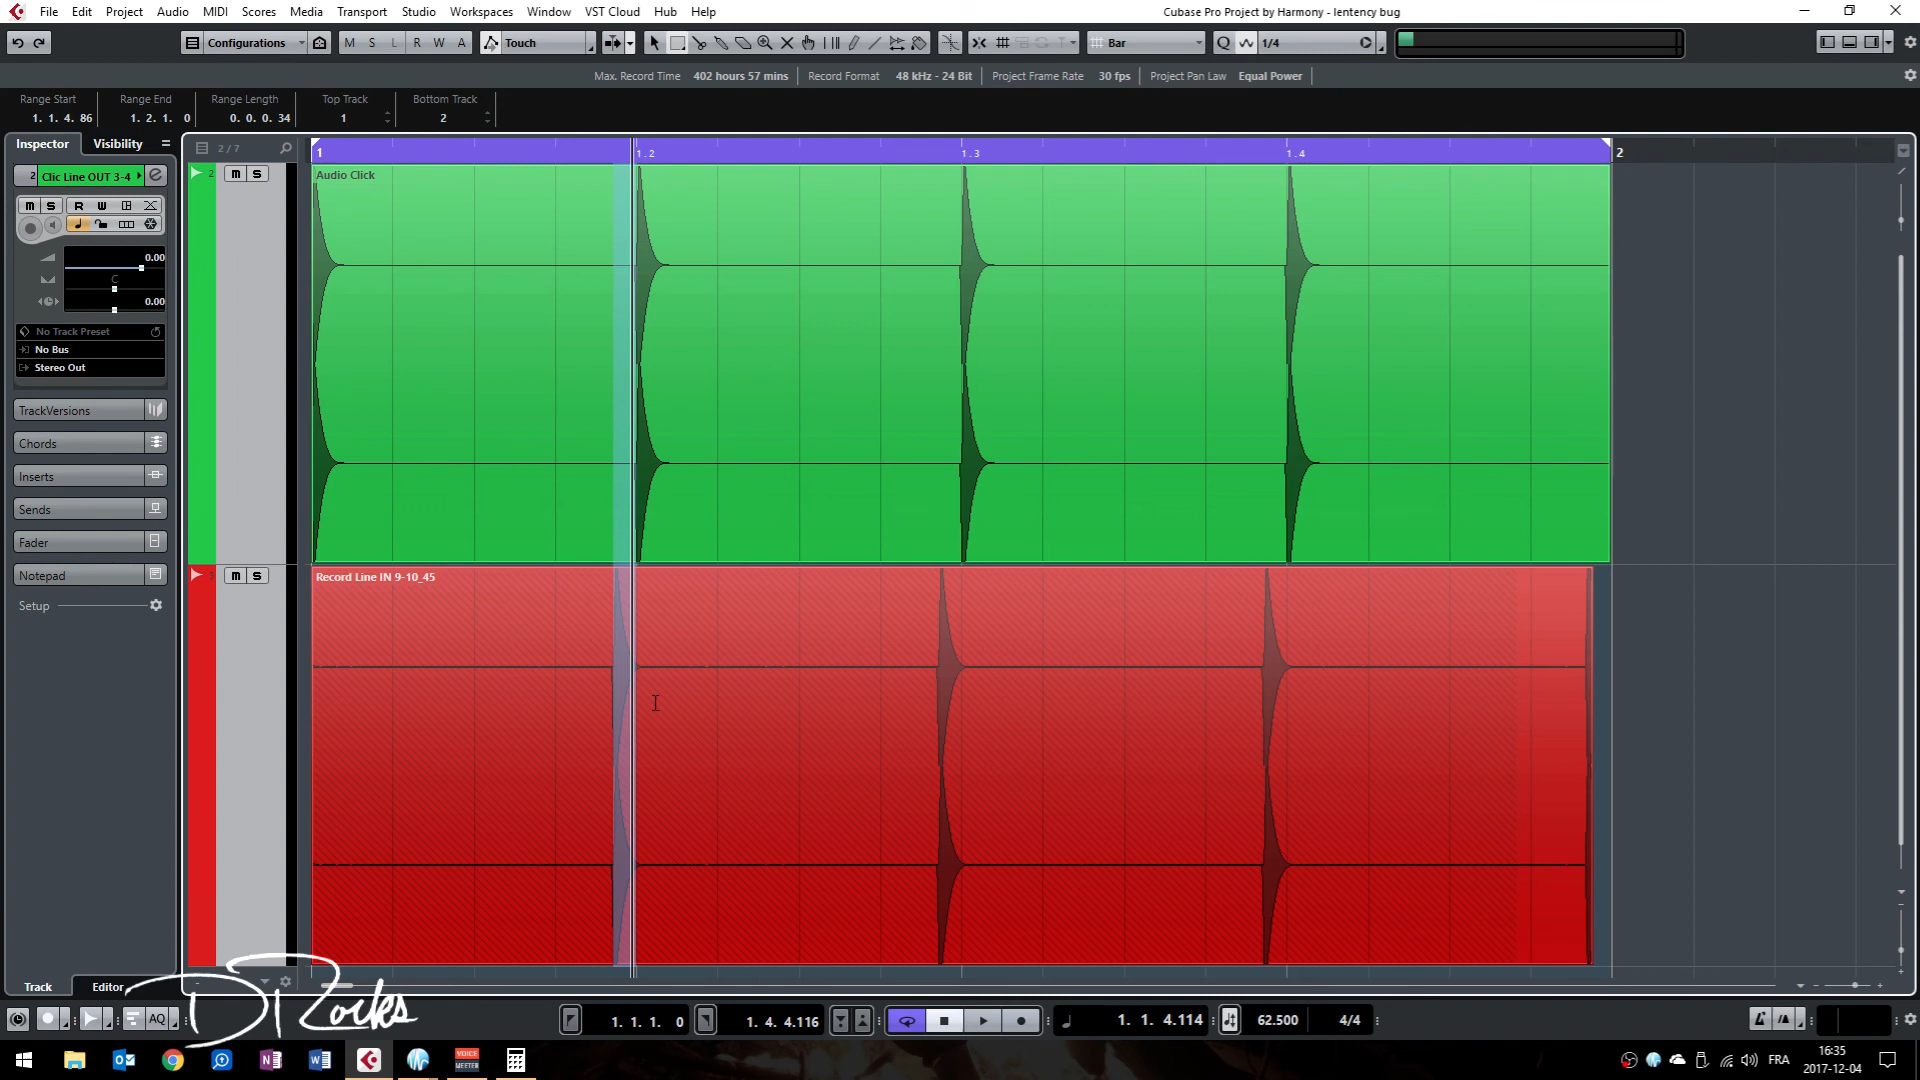 File Edit Project Audio MIDI Scores Media Transport Studio Workspaces Window VST Cloud Hub Help
Cubase Pro Project by Harmony - lentency bug
Configurations M S L R W A Touch Bar Q 1/4
Max. Record Time 402 hours 57 mins Record Format 48 kHz - 24 Bit Project Frame Rate 30 fps Project Pan Law Equal Power
Range Start Range End Range Length Top Track Bottom Track
1. 1. 4. 86 1. 2. 1. 0 0. 0. 0. 34 1 2
Inspector Visibility 2 / 7 1 1.2 1.3 1.4 2
2 Clic Line OUT 3-4 e 2 m s Audio Click
m S R W
0.00
C
0.00
No Track Preset
No Bus
Stereo Out
TrackVersions
Chords
Inserts
Sends
Fader
Notepad
m s Record Line IN 9-10_45
Setup
Track Editor
DI Zocks
AQ 1. 1. 1. 0 1. 4. 4.116 1. 1. 4.114 62.500 4/4
VOICE
MEETER
FRA
16:35
2017-12-04